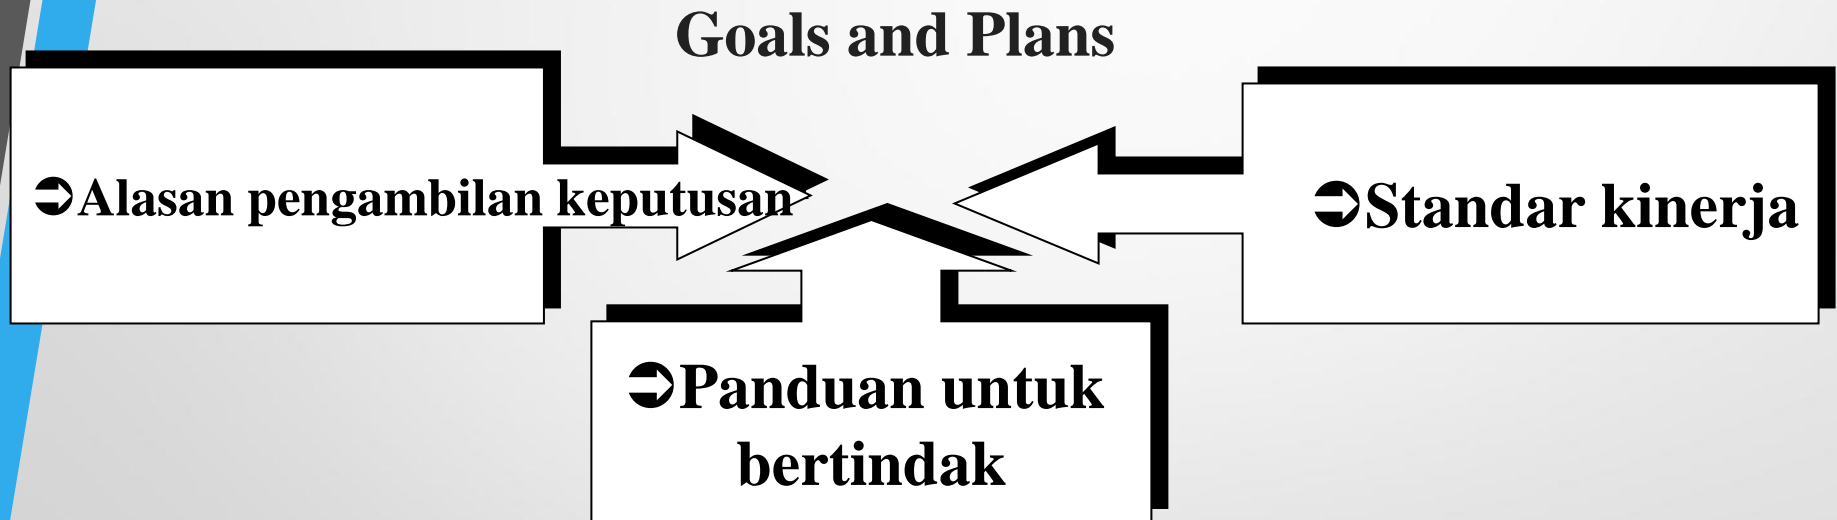 Goals and Plans
➲Alasan pengambilan keputusan
➲Standar kinerja
➲Panduan untuk
bertindak